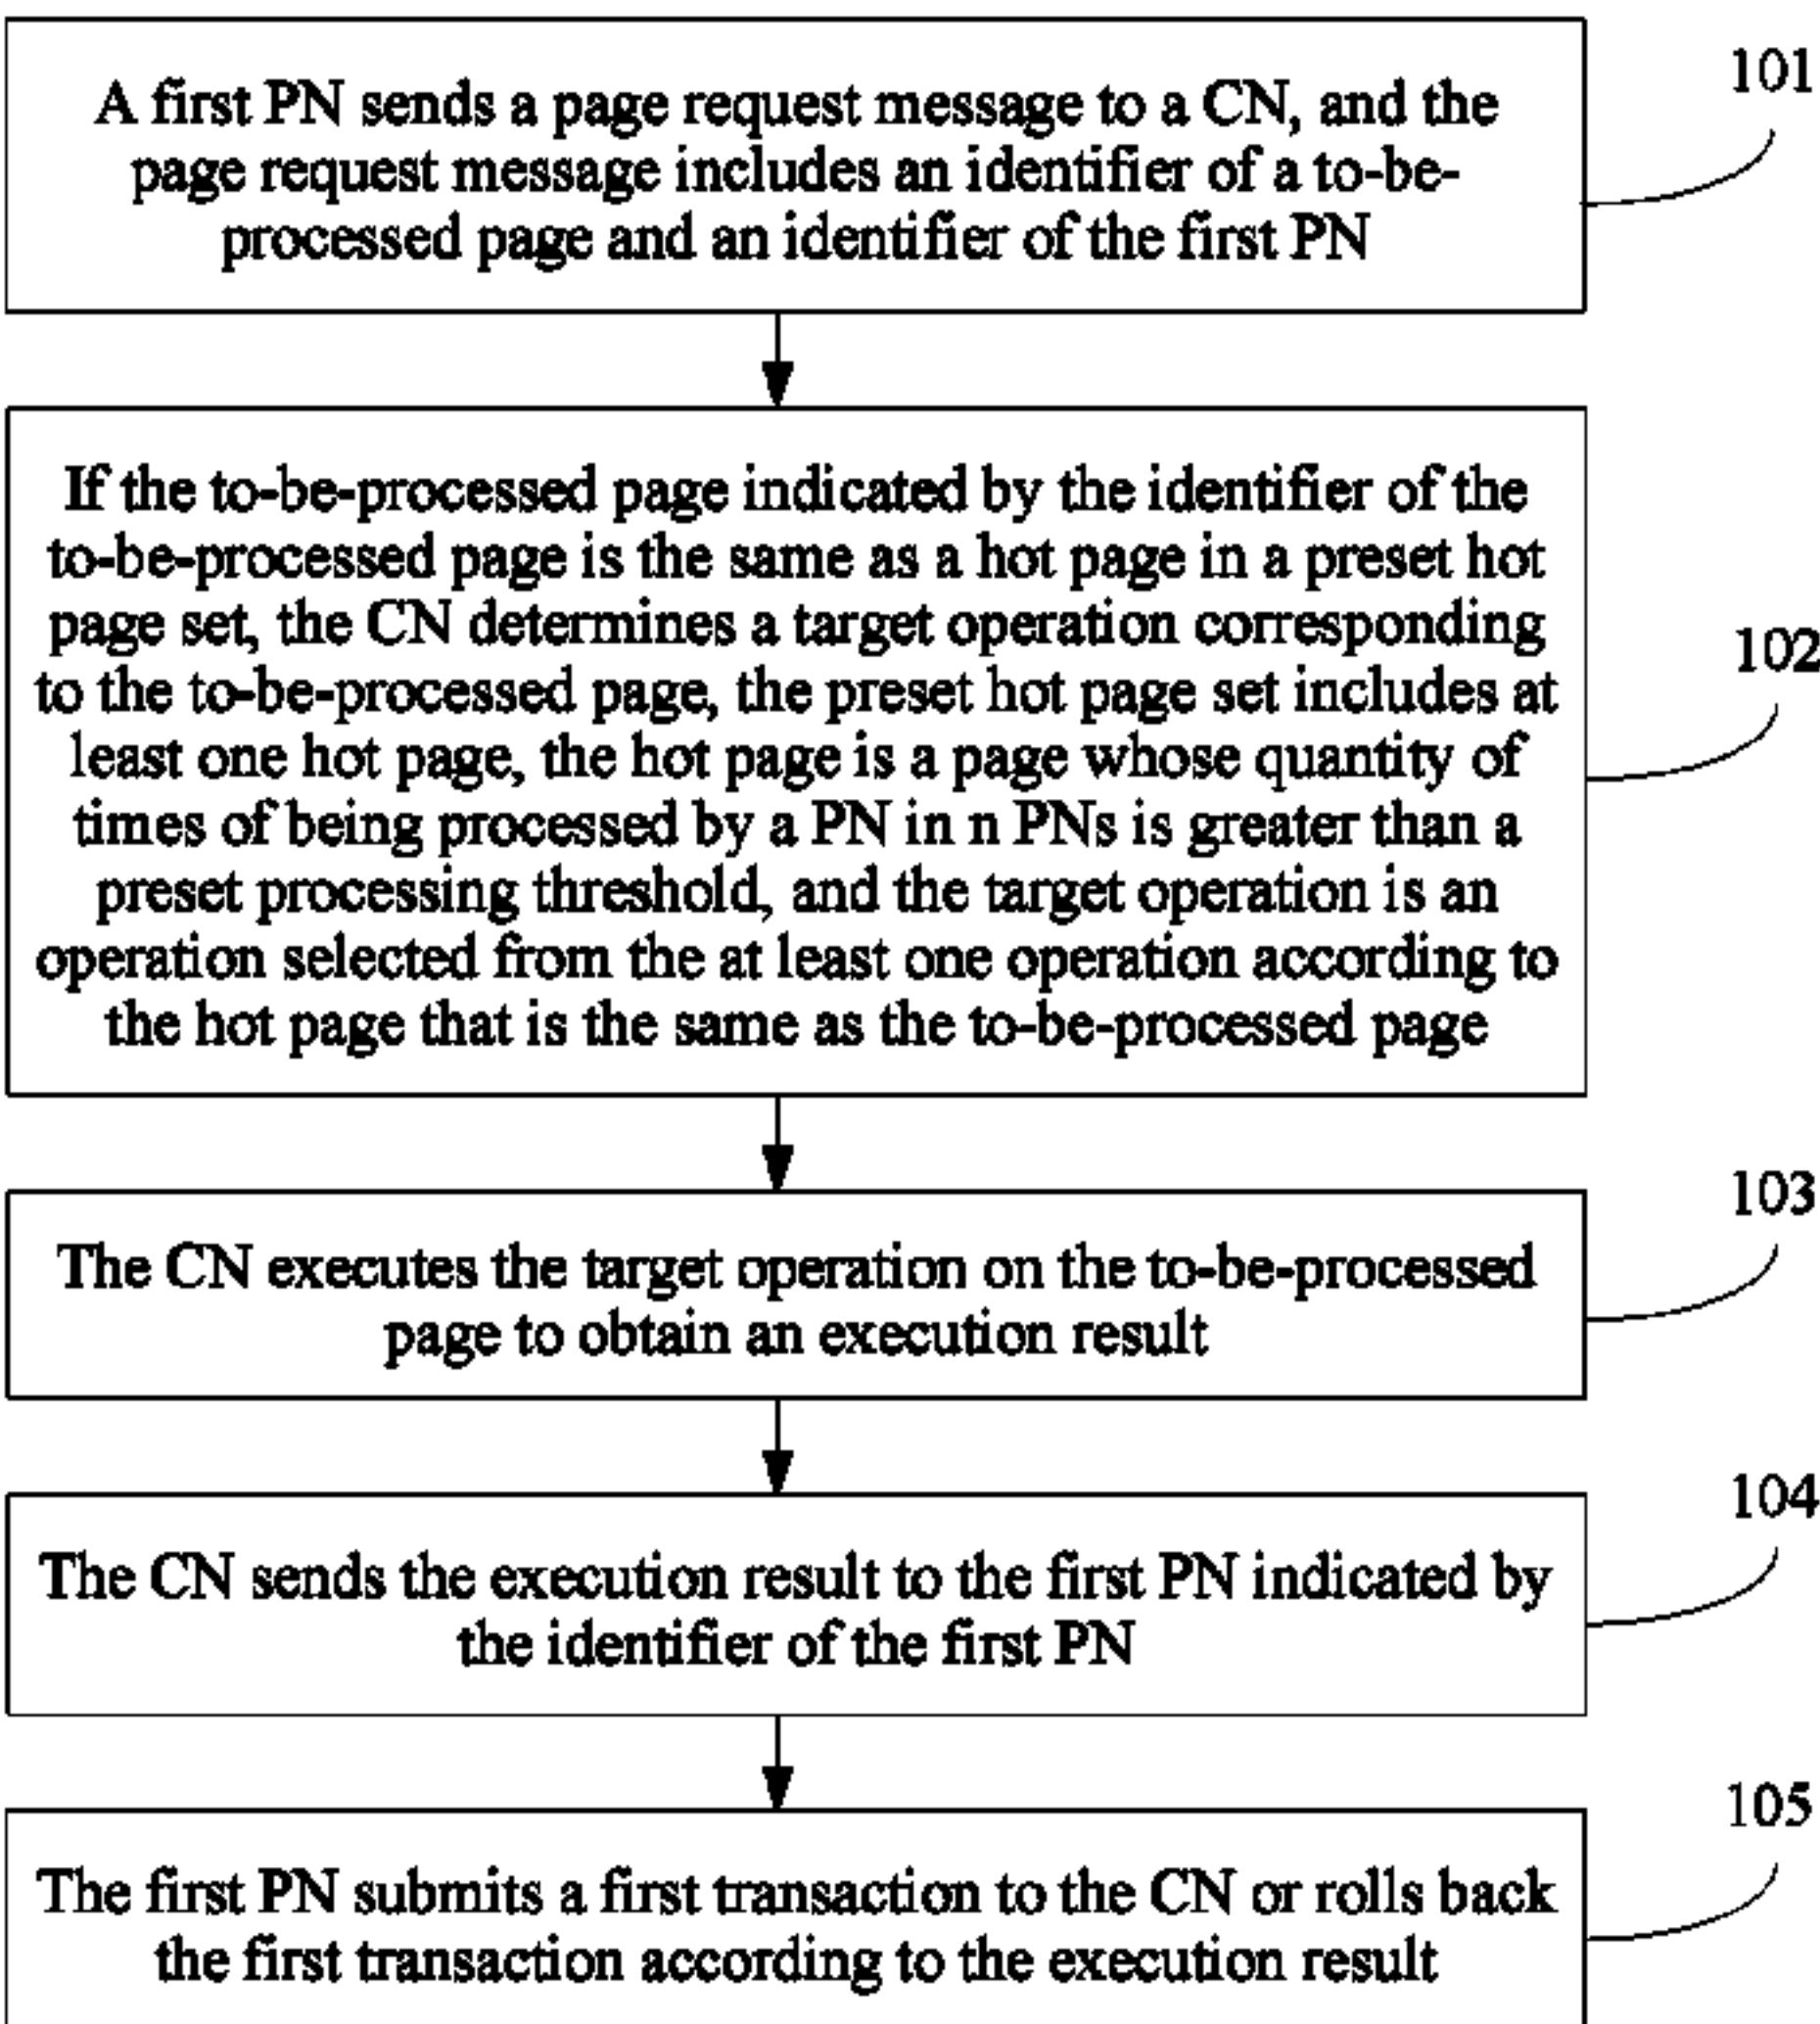 A first PN sends a page request message to a CN, and the
page request message includes an identifier of a to-be-
processed page and an identifier of the first PN
101
If the to-be-processed page indicated by the identifier of the
to-be-processed page is the same as a hot page in a preset hot
page set, the CN determines a target operation corresponding
to the to-be-processed page, the preset hot page set includes at
least one hot page, the hot page is a page whose quantity of
times of being processed by a PN in n PNs is greater than a
preset processing threshold, and the target operation is an
operation selected from the at least one operation according to
the hot page that is the same as the to-be-processed page
102
The CN executes the target operation on the to-be-processed
page to obtain an execution result
103
The CN sends the execution result to the first PN indicated by
the identifier of the first PN
104
The first PN submits a first transaction to the CN or rolls back
the first transaction according to the execution result
105